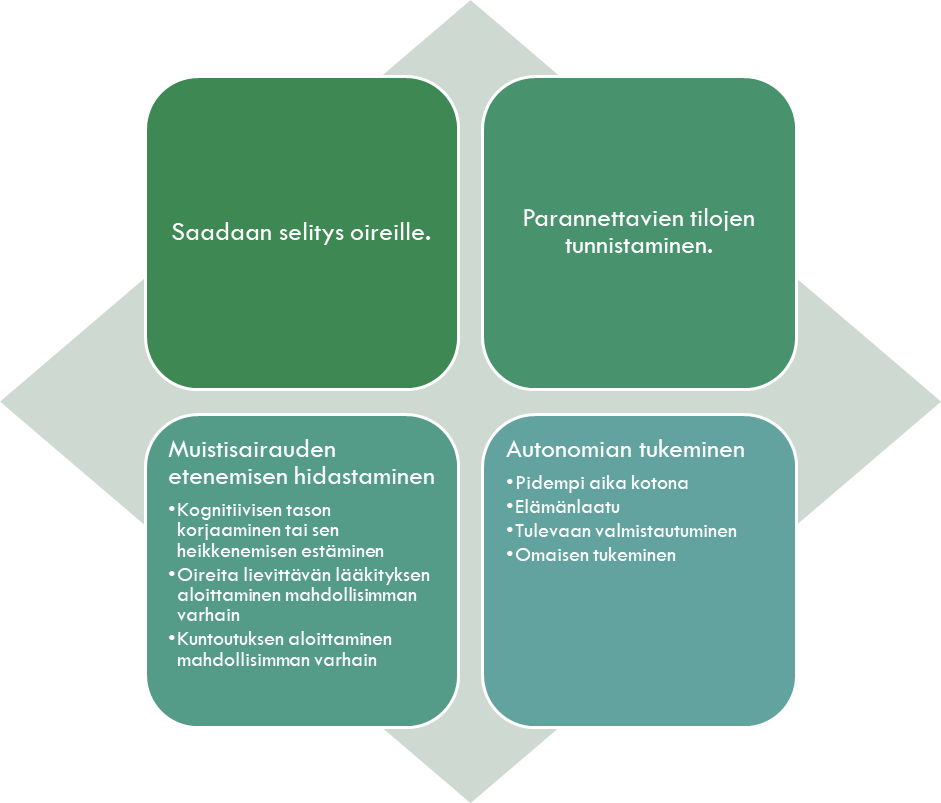 Saadaan selitys oireille.
Parannettavien tilojen
tunnistaminen.
Muistisairauden
etenemisen hidastaminen
•Kognitiivisen tason
korjaaminen tai sen
heikkenemisen estäminen
•Oireita lievittävän lääkityksen
aloittaminen mahdollisimman
varhain
•Kuntoutuksen aloittaminen
mahdollisimman varhain
Autonomian tukeminen
•Pidempi aika kotona
•Elämänlaatu
•Tulevaan valmistautuminen
•Omaisen tukeminen